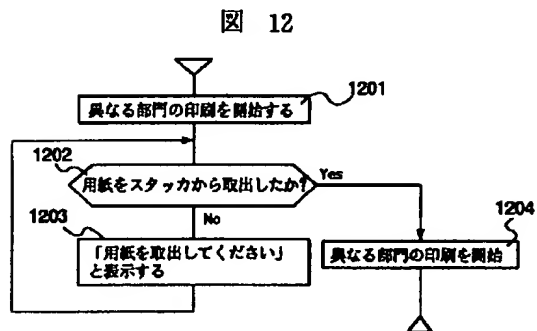 図 12
1201
異なる部門の印刷を開始する
1202
用紙をスタッカから取出したか?
Yes
No
1203
「用紙を取出してください」
と表示する
1204
異なる部門の印刷を開始